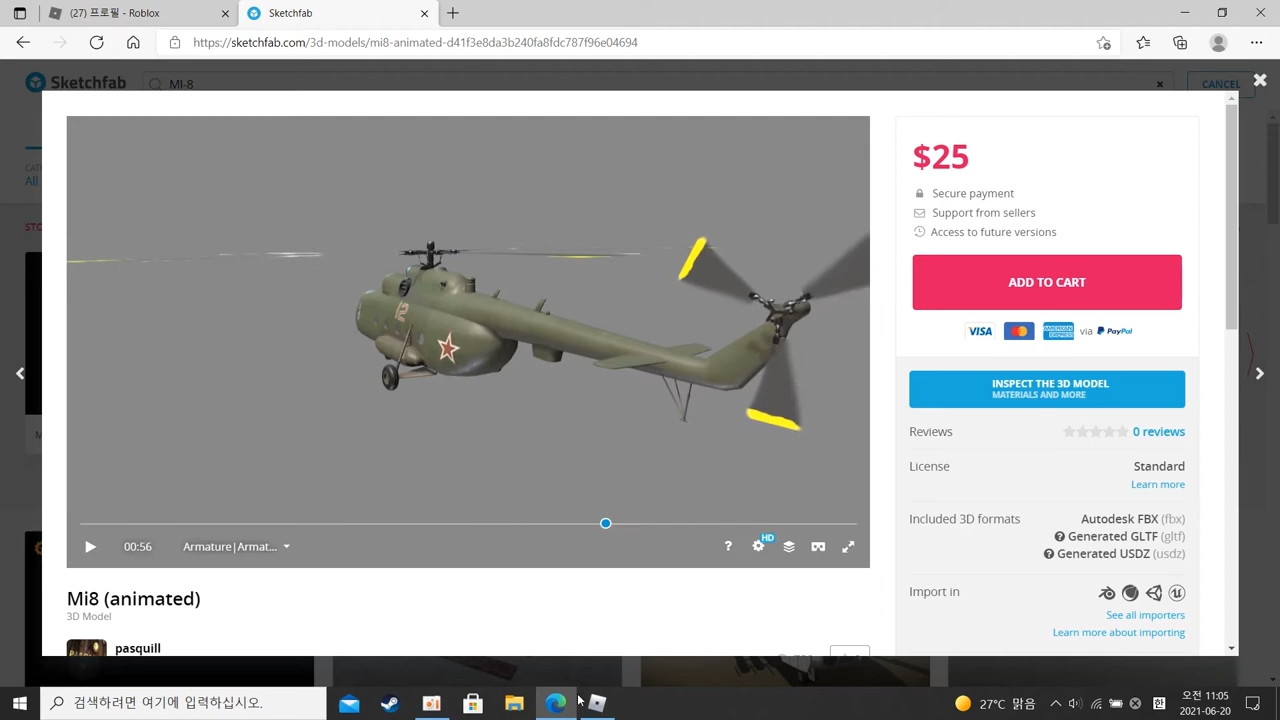 (27) 프로필 - Roblox
Sketchfab
https://sketchfab.com/3d-models/mi8-animated-d41f3e8da3b240fa8fdc787f96e04694
Sketchfab
MI-8
CANCEL
All
$25
Secure payment
Support from sellers
Access to future versions
ADD TO CART
VISA
via PayPal
12
INSPECT THE 3D MODEL
MATERIALS AND MORE
Reviews
0 reviews
License
Standard
Learn more
Included 3D formats
Autodesk FBX (fbx)
Generated GLTF (gltf)
Generated USDZ (usdz)
00:56
Armature|Armat...
?
HD
Mi8 (animated)
3D Model
pasquill
Import in
See all importers
Learn more about importing
검색하려면 여기에 입력하십시오.
27°C 맑음
한
오전 11:05
2021-06-20